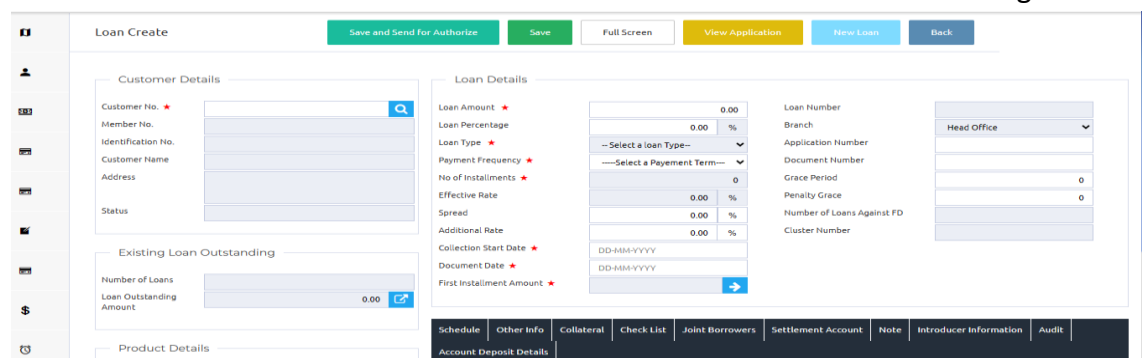 Loan Create
Save and Send for Authorize
Save
Full Screen
View Application
New Loan
Back
Customer Details
Customer No. ★
Member No.
Identification No.
Customer Name
Address
Status
Existing Loan Outstanding
Number of Loans
Loan Outstanding
Amount
0.00
Product Details
Loan Details
Loan Amount ★ 0.00
Loan Percentage 0.00 %
Loan Type ★ -- Select a loan Type--
Payment Frequency ★ -----Select a Payement Term---
No of Installments ★ 0
Effective Rate 0.00 %
Spread 0.00 %
Additional Rate 0.00 %
Collection Start Date ★ DD-MM-YYYY
Document Date ★ DD-MM-YYYY
First Installment Amount ★
Loan Number
Branch Head Office
Application Number
Document Number
Grace Period 0
Penalty Grace 0
Number of Loans Against FD
Cluster Number
Schedule Other Info Collateral Check List Joint Borrowers Settlement Account Note Introducer Information Audit
Account Deposit Details